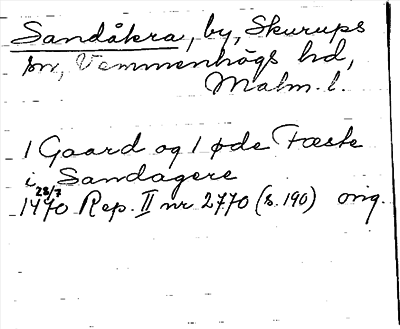 Sandåkra, by, Skurups
sn, Vemmenhögs hd,
Malm. l.
1 Gaard og 1 øde Fæste
i Sandagere
28/7
1470 Rep. II nr 2770 (s. 190) orig.